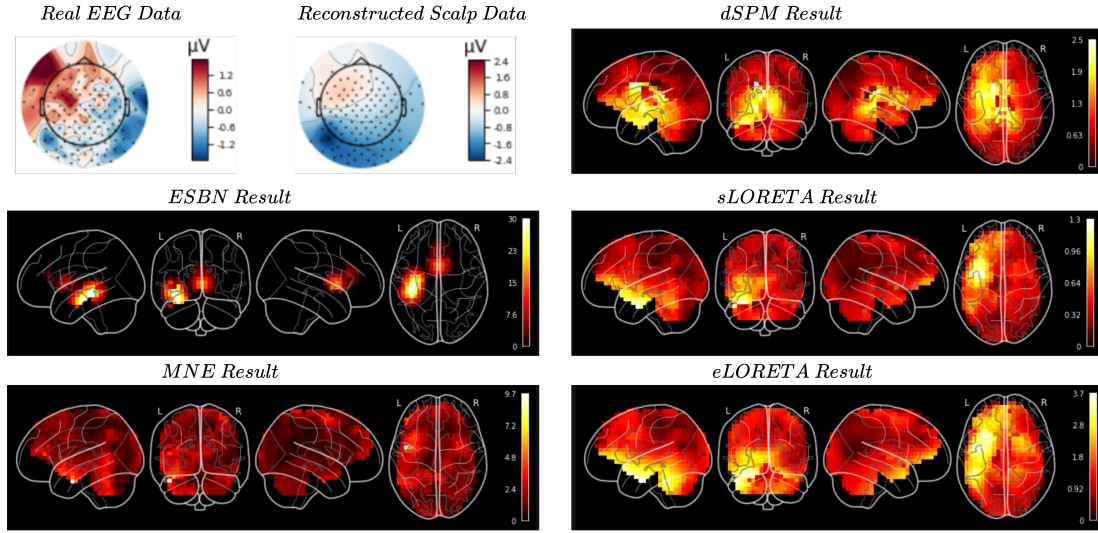 Real EEG Data
Reconstructed Scalp Data
dSPM Result
µV
1.2
0.6
0.0
-0.6
-1.2
µV
2.4
1.6
0.8
0.0
-0.8
-1.6
-2.4
L
R
L
R
2.5
1.9
1.3
0.63
0
ESBN Result
sLORETA Result
L
R
L
R
30
23
15
7.6
0
L
R
L
R
1.3
0.96
0.64
0.32
0
MNE Result
eLORETA Result
L
R
L
R
9.7
7.2
4.8
2.4
0
L
R
L
R
3.7
2.8
1.8
0.92
0